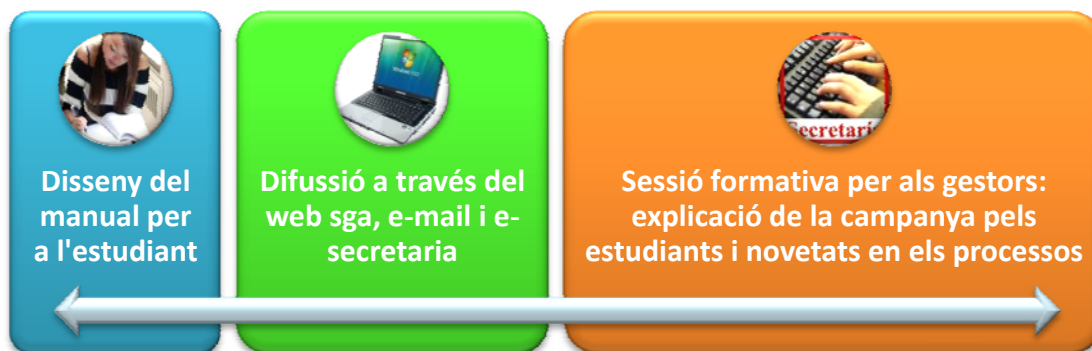 Disseny del
manual per
a l'estudiant
Difussió a través del
web sga, e-mail i e-
secretaria
Secretari
Sessió formativa per als gestors:
explicació de la campanya pels
estudiants i novetats en els processos